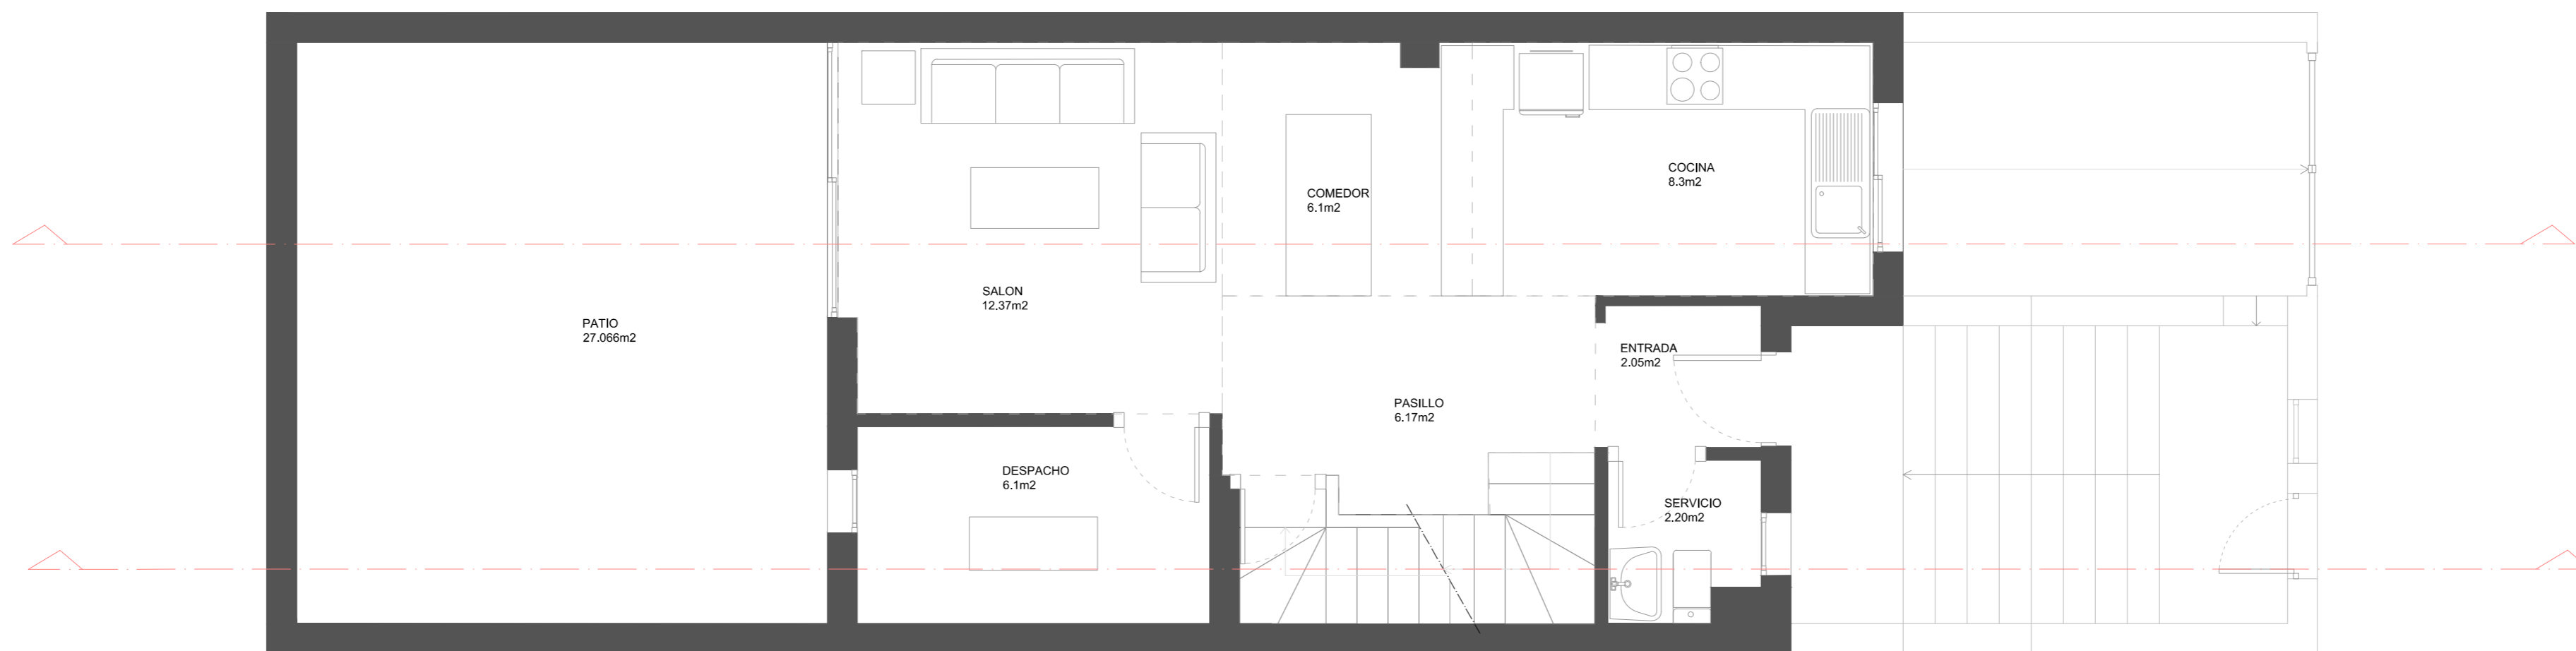 COCINA
8.3m2
COMEDOR
6.1m2
SALON
12.37m2
PATIO
27.066m2
ENTRADA
2.05m2
PASILLO
6.17m2
DESPACHO
6.1m2
SERVICIO
2.20m2